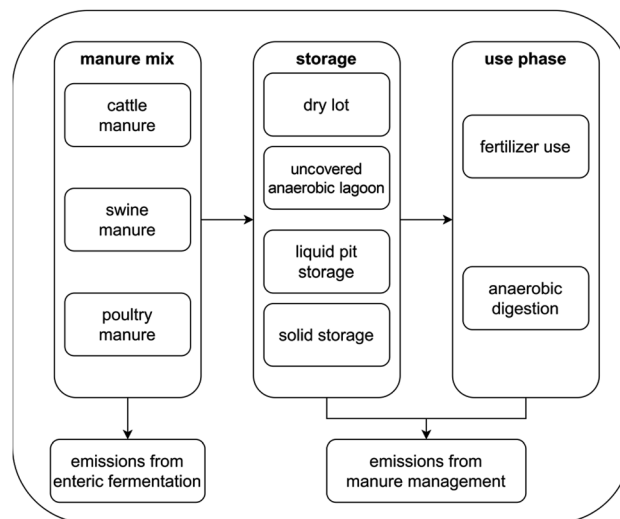 manure mix
cattle
manure
swine
manure
poultry
manure
storage
dry lot
uncovered
anaerobic lagoon
liquid pit
storage
solid storage
use phase
fertilizer use
anaerobic
digestion
emissions from
enteric fermentation
emissions from
manure management